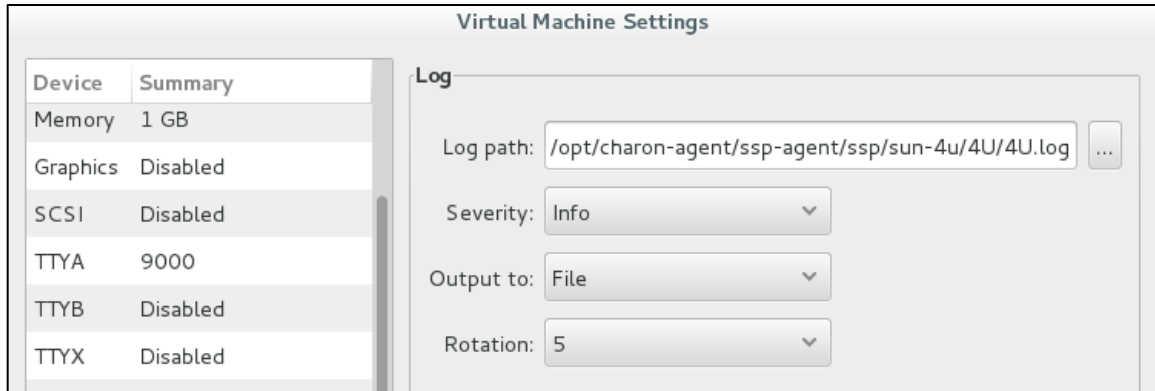 Virtual Machine Settings
Device Summary
Memory 1 GB
Graphics Disabled
SCSI Disabled
TTYA 9000
TTYB Disabled
TTYX Disabled
Log
Log path: /opt/charon-agent/ssp-agent/ssp/sun-4u/4U/4U.log ...
Severity: Info
Output to: File
Rotation: 5